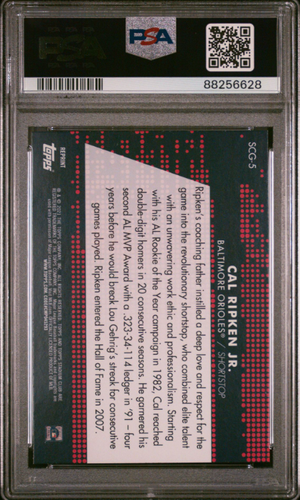 PSA
88256628
SCG-5
CAL RIPKEN JR.
BALTIMORE ORIOLES® / SHORTSTOP
Ripken's coaching father instilled a deep love and respect for the
game into the revolutionary shortstop, who combined elite talent
with an unwavering work ethic and professionalism. Starting
with his AL Rookie of the Year campaign in 1982, Cal reached
double-digit homers in 20 consecutive seasons. He garnered his
second AL MVP Award with a .323-34-114 ledger in '91 – four
years before he would break Lou Gehrig's streak for consecutive
games played. Ripken entered the Hall of Fame in 2007.
REPRINT
topps